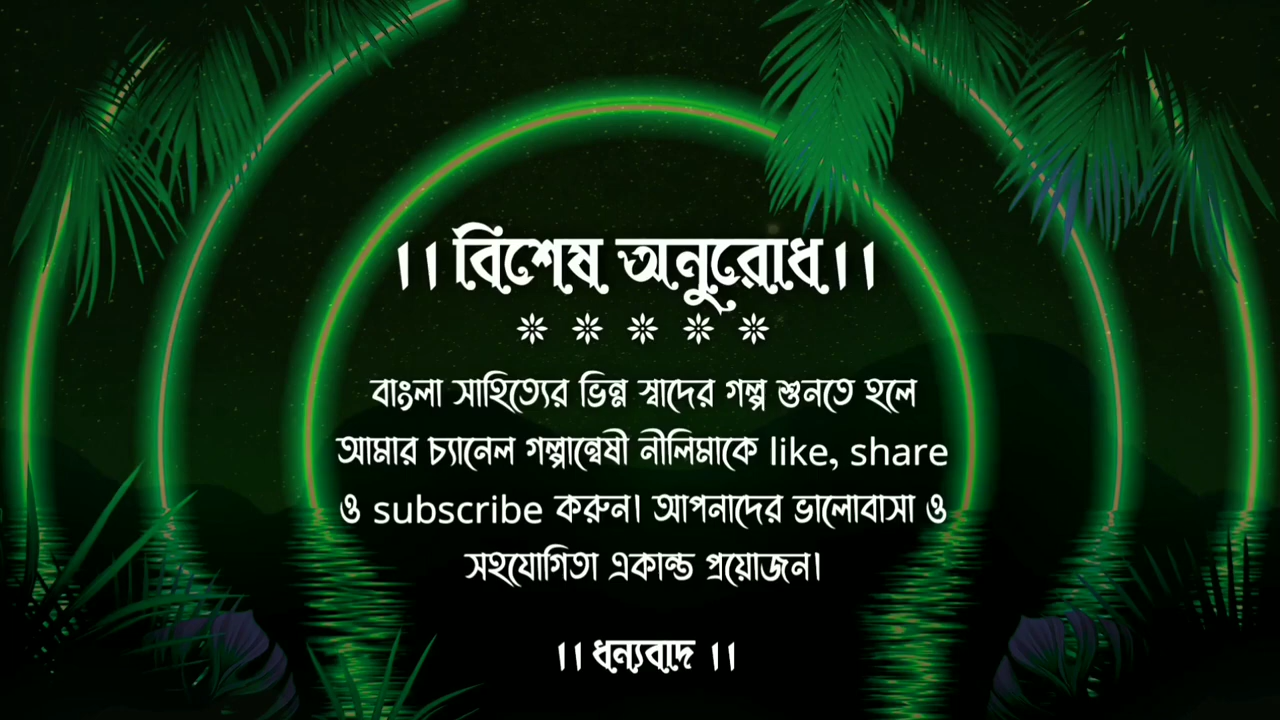 ।। বিশেষ অনুরোধ।।
বাংলা সাহিত্যের ভিন্ন স্বাদের গল্প শুনতে হলে
আমার চ্যানেল গল্পান্বেষী নীলিমাকে like, share
ও subscribe করুন। আপনাদের ভালোবাসা ও
সহযোগিতা একান্ত প্রয়োজন।
।। ধন্যবাদ ।।